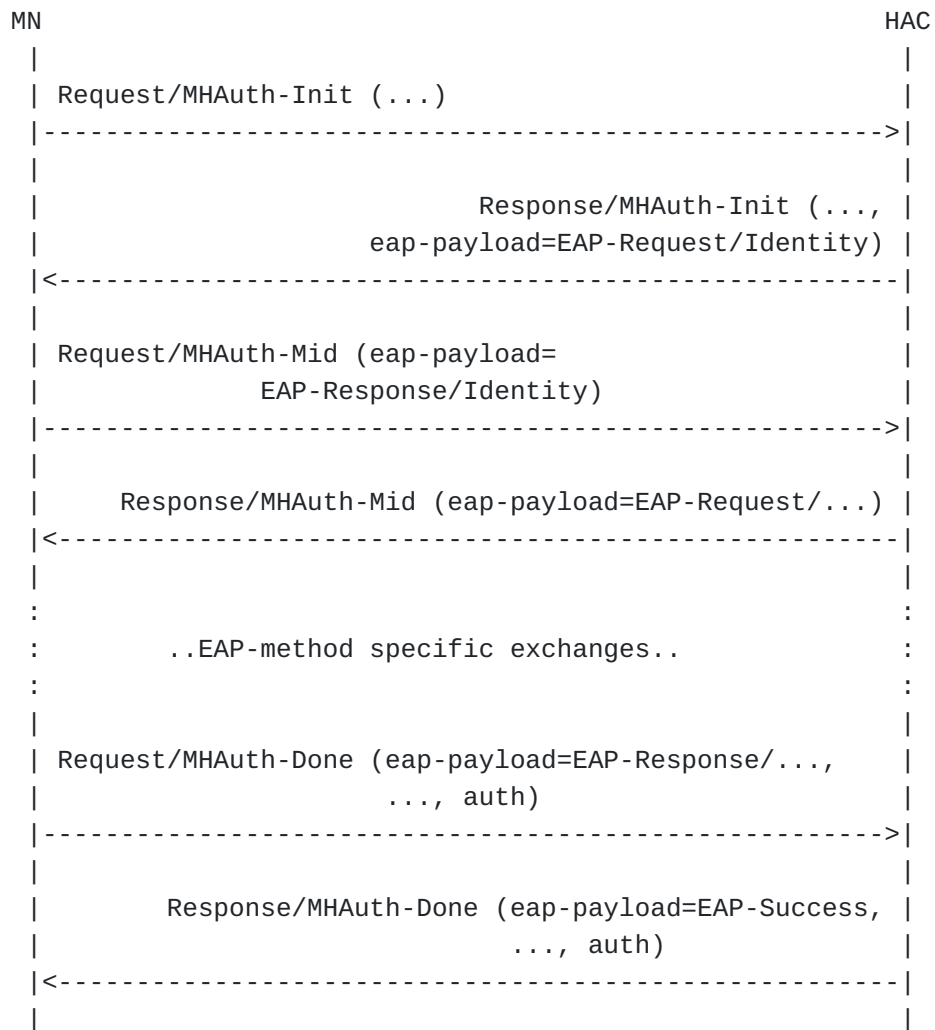 MN HAC
Request/MHAuth-Init (...)
Response/MHAuth-Init (...,
eap-payload=EAP-Request/Identity)
Request/MHAuth-Mid (eap-payload=
EAP-Response/Identity)
Response/MHAuth-Mid (eap-payload=EAP-Request/...)
..EAP-method specific exchanges..
Request/MHAuth-Done (eap-payload=EAP-Response/...,
..., auth)
Response/MHAuth-Done (eap-payload=EAP-Success,
..., auth)